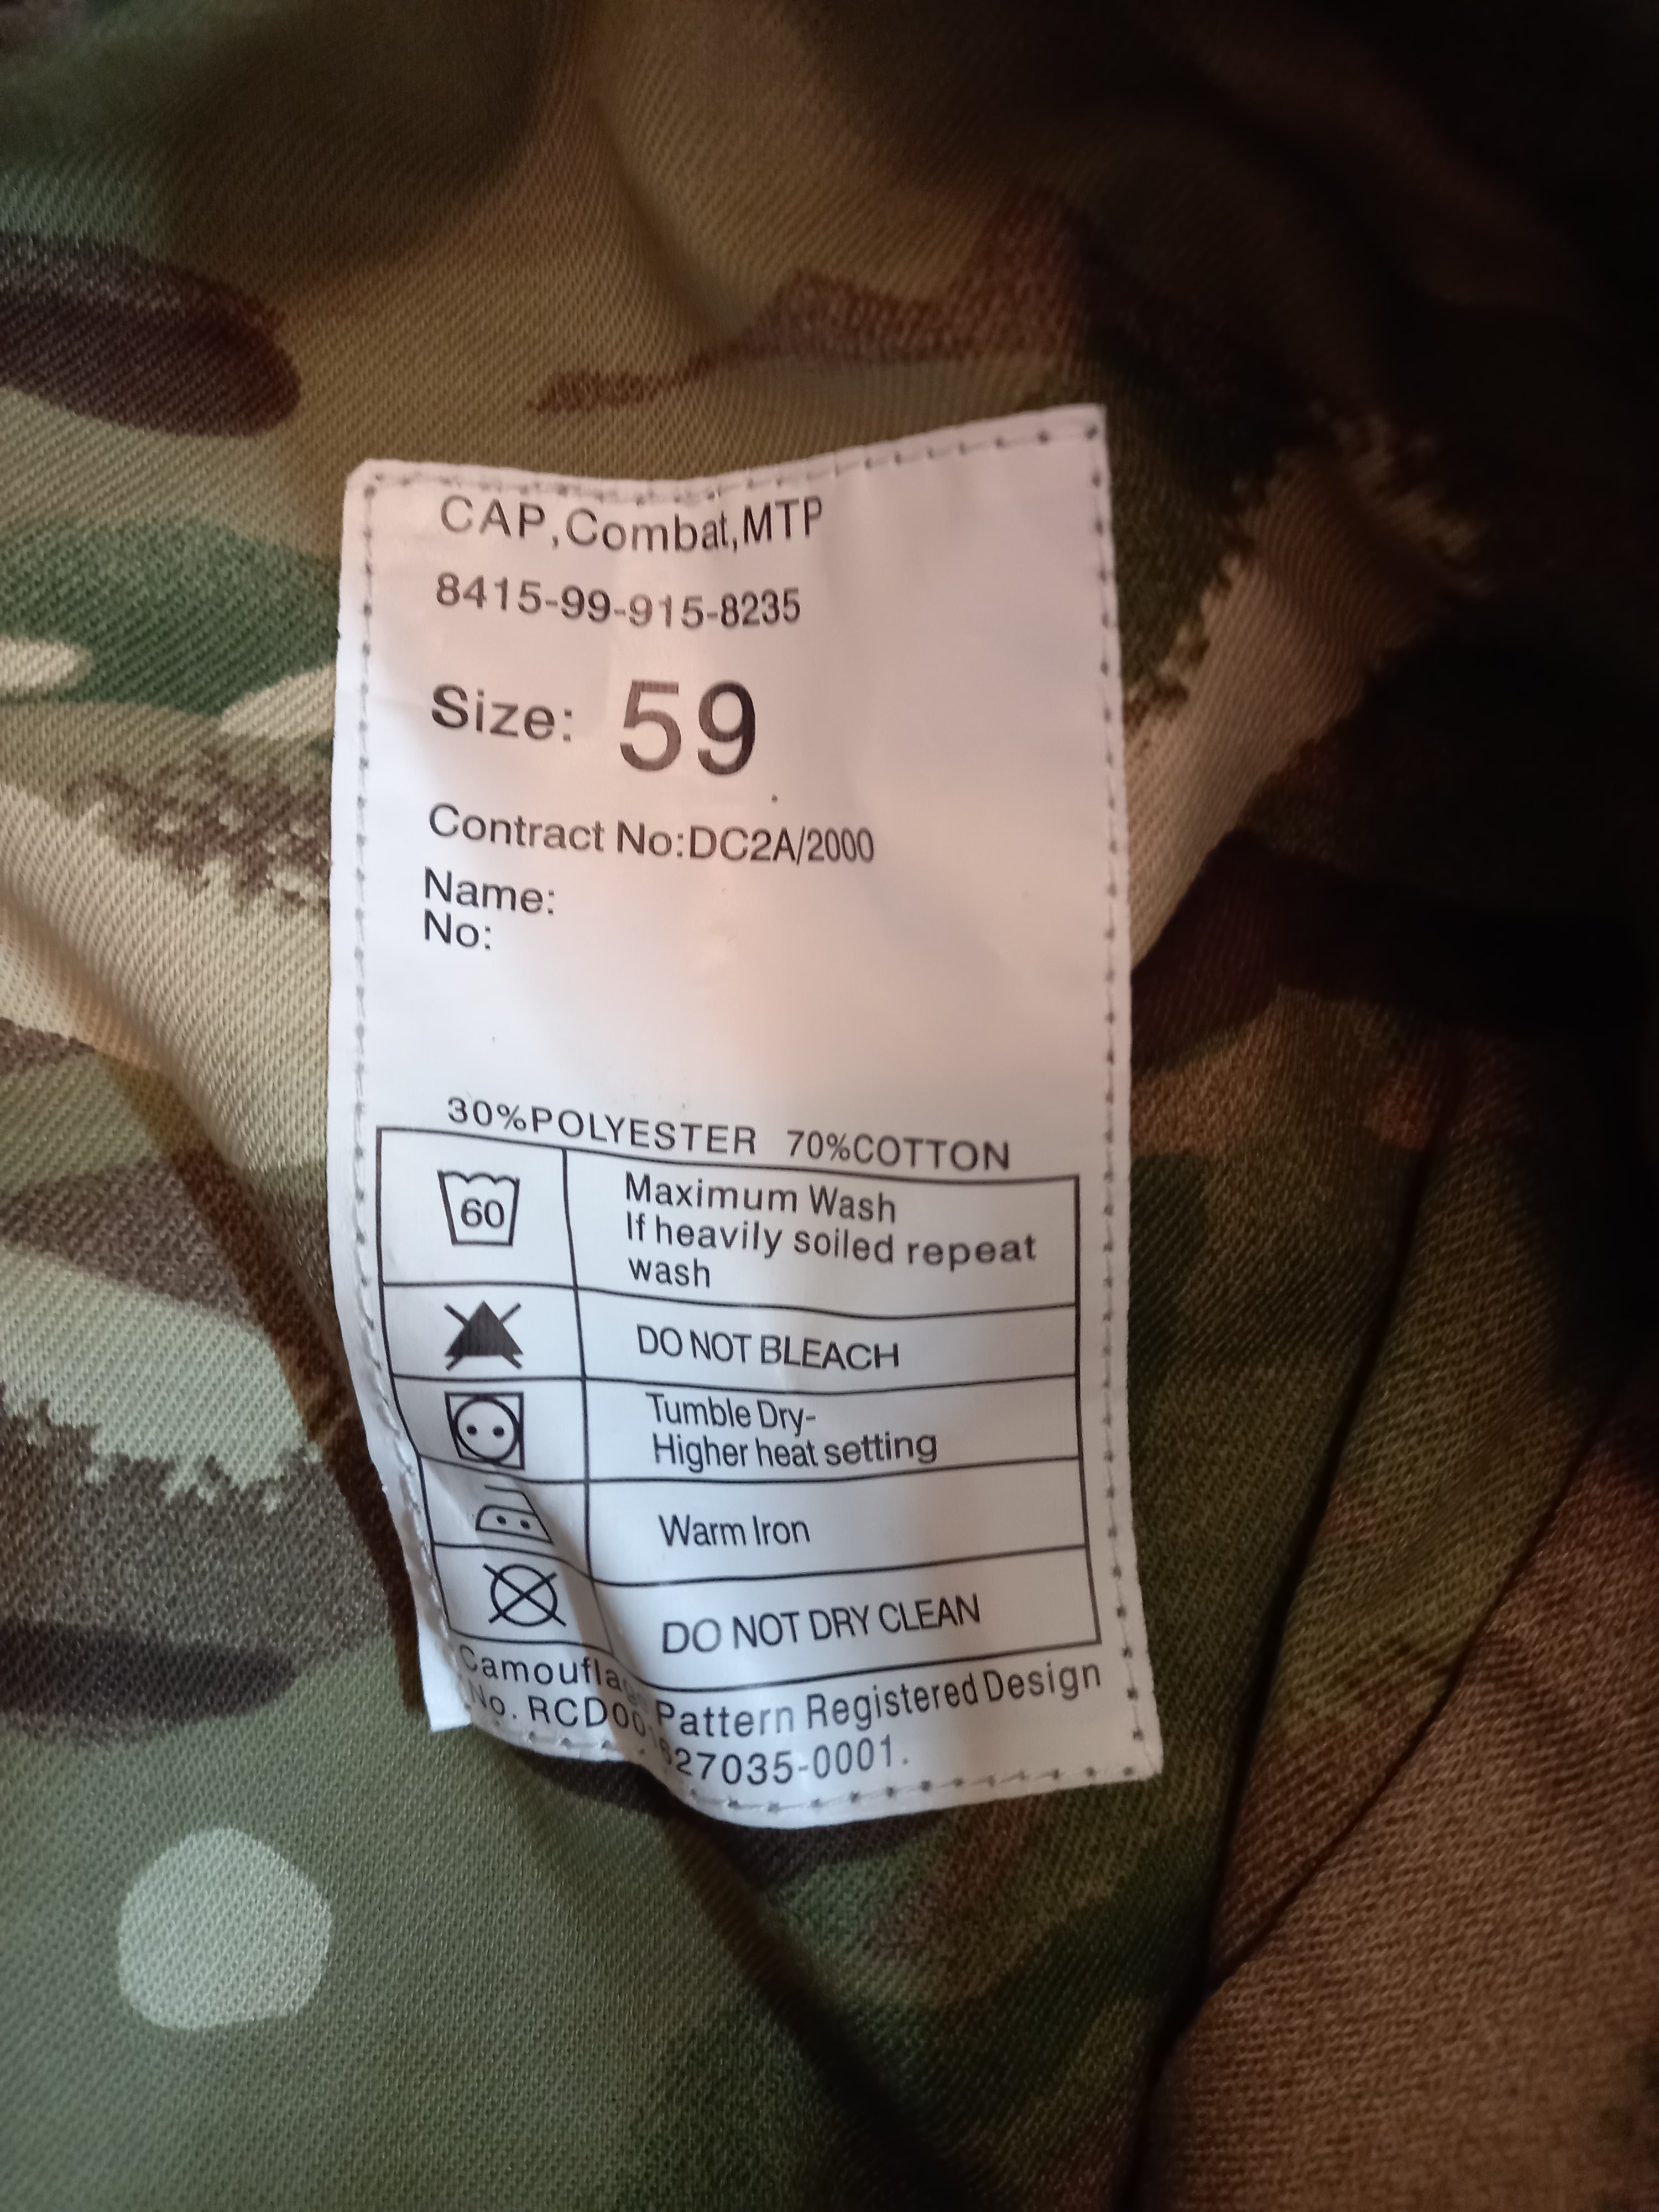 CAP,Combat,MTP
8415-99-915-8235
Size: 59
Contract No:DC2A/2000
Name:
No:
30%POLYESTER 70%COTTON
60
Maximum Wash
If heavily soiled repeat
wash
DO NOT BLEACH
Tumble Dry-
Higher heat setting
Warm Iron
DO NOT DRY CLEAN
Camouflage Pattern Registered Design
No.